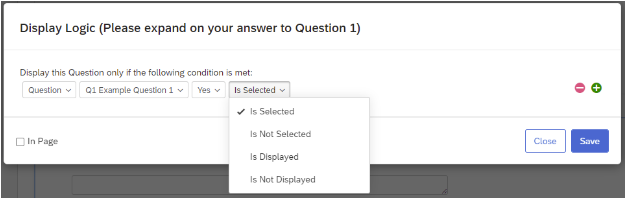 Display Logic (Please expand on your answer to Question 1)
Display this Question only if the following condition is met:
Question Q1 Example Question 1 Yes Is Selected
Is Selected
Is Not Selected
Is Displayed
Is Not Displayed
In Page
Close Save